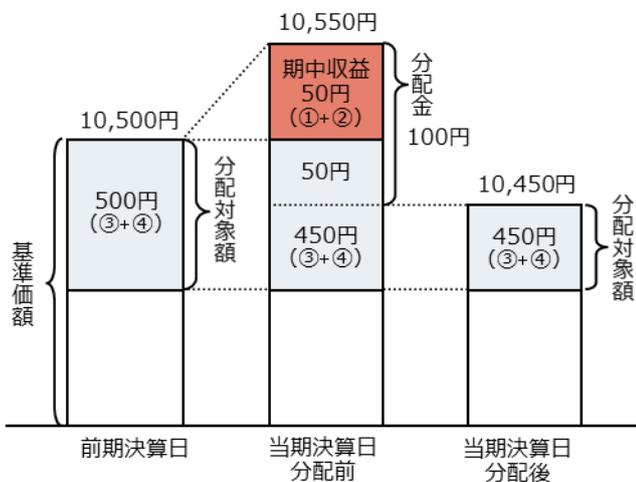 10,550円
期中収益
50円
(①+②)
分配金
100円
10,500円
500円
(③+④)
分配対象額
50円
450円
(③+④)
10,450円
450円
(③+④)
分配対象額
基準価額
前期決算日
当期決算日
分配前
当期決算日
分配後